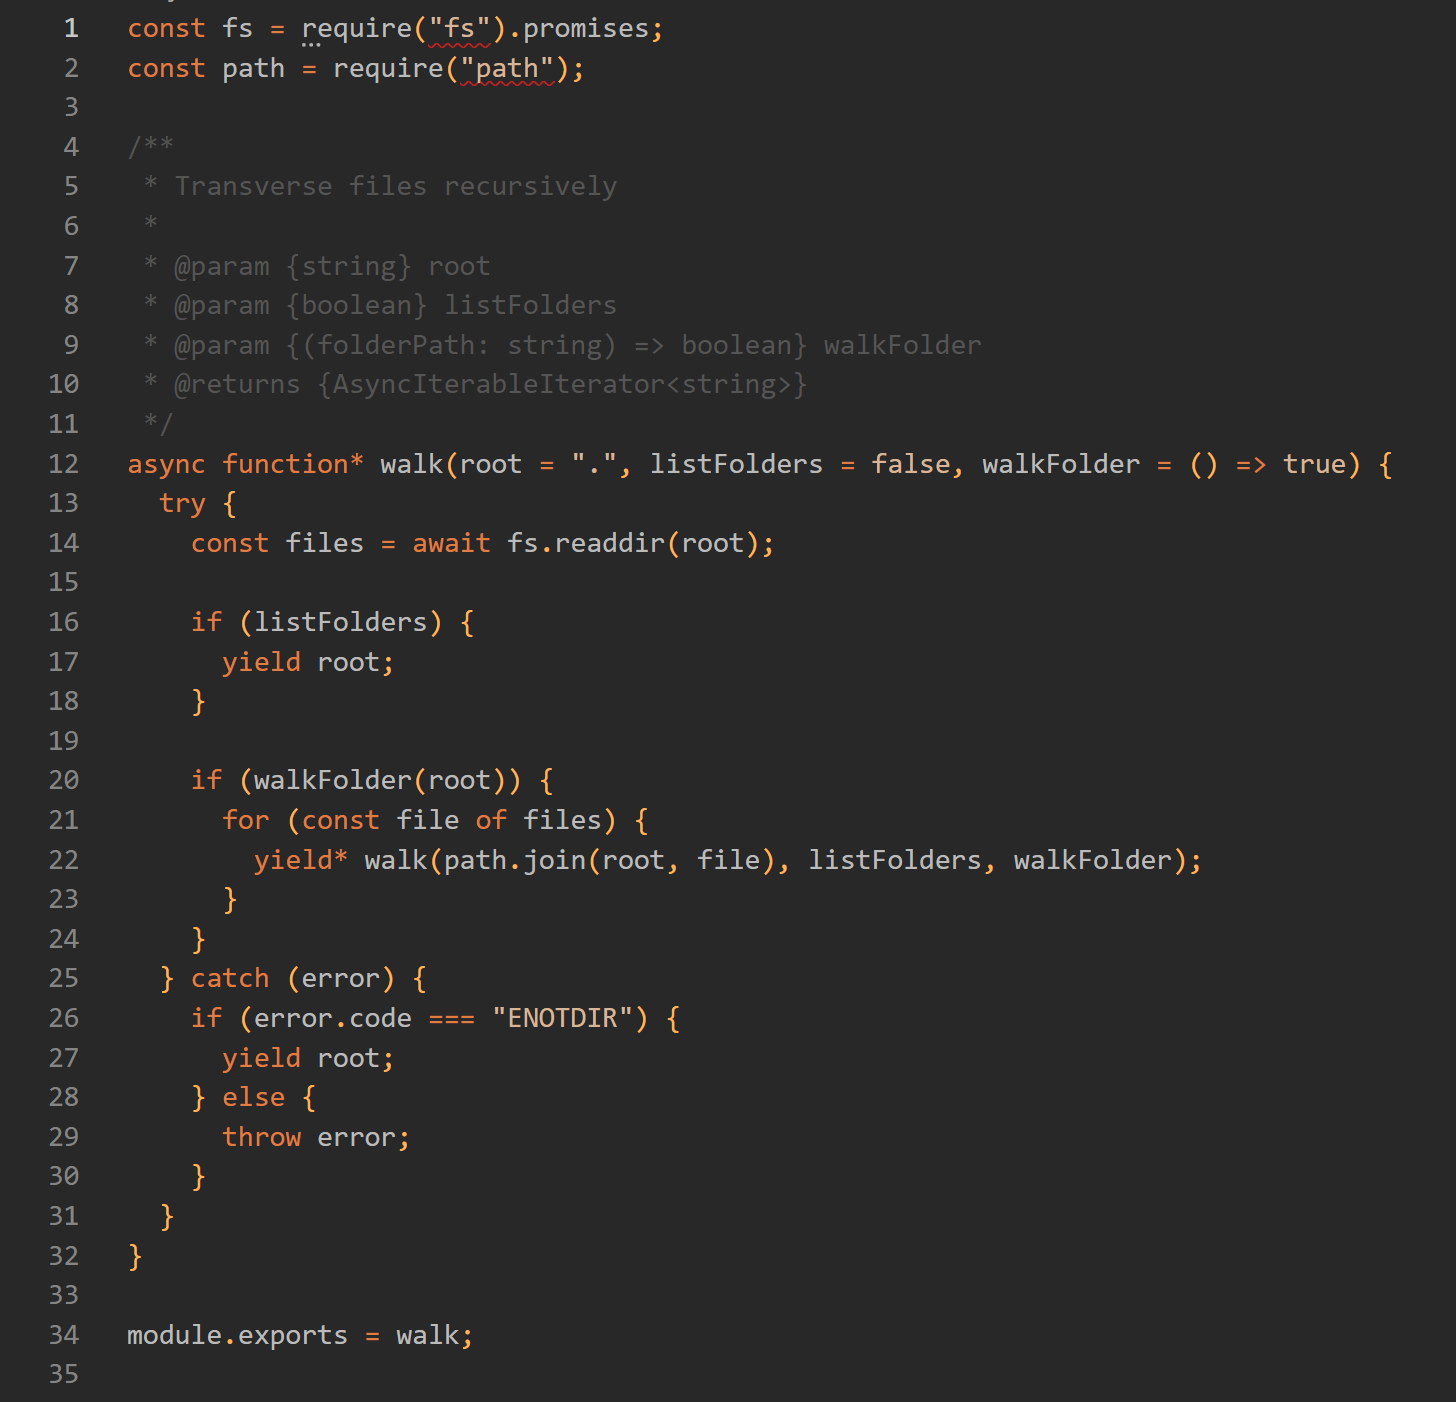 1 const fs = require("fs").promises;
2 const path = require("path");
3
4 /**
5  * Transverse files recursively
6  *
7  * @param {string} root
8  * @param {boolean} listFolders
9  * @param {(folderPath: string) => boolean} walkFolder
10  * @returns {AsyncIterableIterator<string>}
11  */
12 async function* walk(root = ".", listFolders = false, walkFolder = () => true) {
13   try {
14     const files = await fs.readdir(root);
15
16     if (listFolders) {
17       yield root;
18     }
19
20     if (walkFolder(root)) {
21       for (const file of files) {
22         yield* walk(path.join(root, file), listFolders, walkFolder);
23       }
24     }
25   } catch (error) {
26     if (error.code === "ENOTDIR") {
27       yield root;
28     } else {
29       throw error;
30     }
31   }
32 }
33
34 module.exports = walk;
35